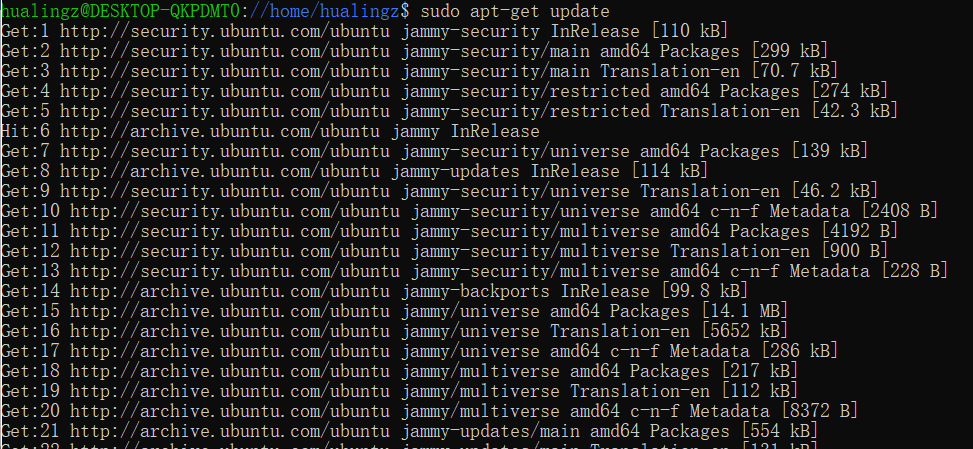 hualingz@DESKTOP-QKPDMT0://home/hualingz$ sudo apt-get update
Get:1 http://security.ubuntu.com/ubuntu jammy-security InRelease [110 kB]
Get:2 http://security.ubuntu.com/ubuntu jammy-security/main amd64 Packages [299 kB]
Get:3 http://security.ubuntu.com/ubuntu jammy-security/main Translation-en [70.7 kB]
Get:4 http://security.ubuntu.com/ubuntu jammy-security/restricted amd64 Packages [274 kB]
Get:5 http://security.ubuntu.com/ubuntu jammy-security/restricted Translation-en [42.3 kB]
Hit:6 http://archive.ubuntu.com/ubuntu jammy InRelease
Get:7 http://security.ubuntu.com/ubuntu jammy-security/universe amd64 Packages [139 kB]
Get:8 http://archive.ubuntu.com/ubuntu jammy-updates InRelease [114 kB]
Get:9 http://security.ubuntu.com/ubuntu jammy-security/universe Translation-en [46.2 kB]
Get:10 http://security.ubuntu.com/ubuntu jammy-security/universe amd64 c-n-f Metadata [2408 B]
Get:11 http://security.ubuntu.com/ubuntu jammy-security/multiverse amd64 Packages [4192 B]
Get:12 http://security.ubuntu.com/ubuntu jammy-security/multiverse Translation-en [900 B]
Get:13 http://security.ubuntu.com/ubuntu jammy-security/multiverse amd64 c-n-f Metadata [228 B]
Get:14 http://archive.ubuntu.com/ubuntu jammy-backports InRelease [99.8 kB]
Get:15 http://archive.ubuntu.com/ubuntu jammy/universe amd64 Packages [14.1 MB]
Get:16 http://archive.ubuntu.com/ubuntu jammy/universe Translation-en [5652 kB]
Get:17 http://archive.ubuntu.com/ubuntu jammy/universe amd64 c-n-f Metadata [286 kB]
Get:18 http://archive.ubuntu.com/ubuntu jammy/multiverse amd64 Packages [217 kB]
Get:19 http://archive.ubuntu.com/ubuntu jammy/multiverse Translation-en [112 kB]
Get:20 http://archive.ubuntu.com/ubuntu jammy/multiverse amd64 c-n-f Metadata [8372 B]
Get:21 http://archive.ubuntu.com/ubuntu jammy-updates/main amd64 Packages [554 kB]